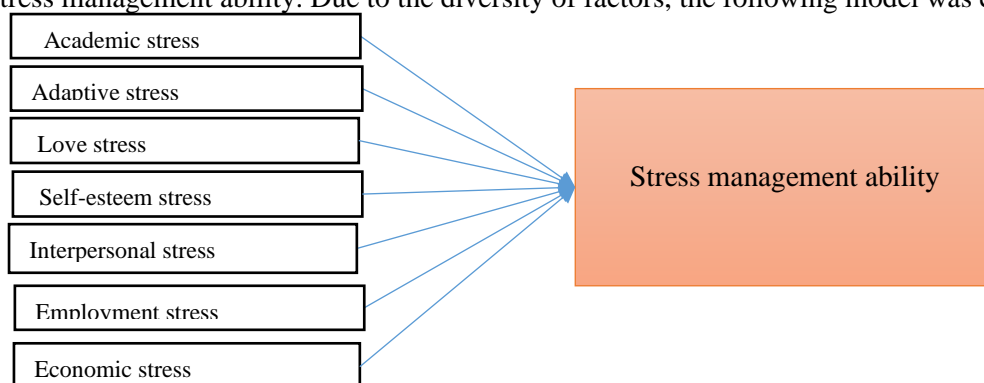 tress management ability. Due to the diversity of factors, the following model was
Academic stress
Adaptive stress
Love stress
Self-esteem stress
Stress management ability
Interpersonal stress
Employment stress
Economic stress